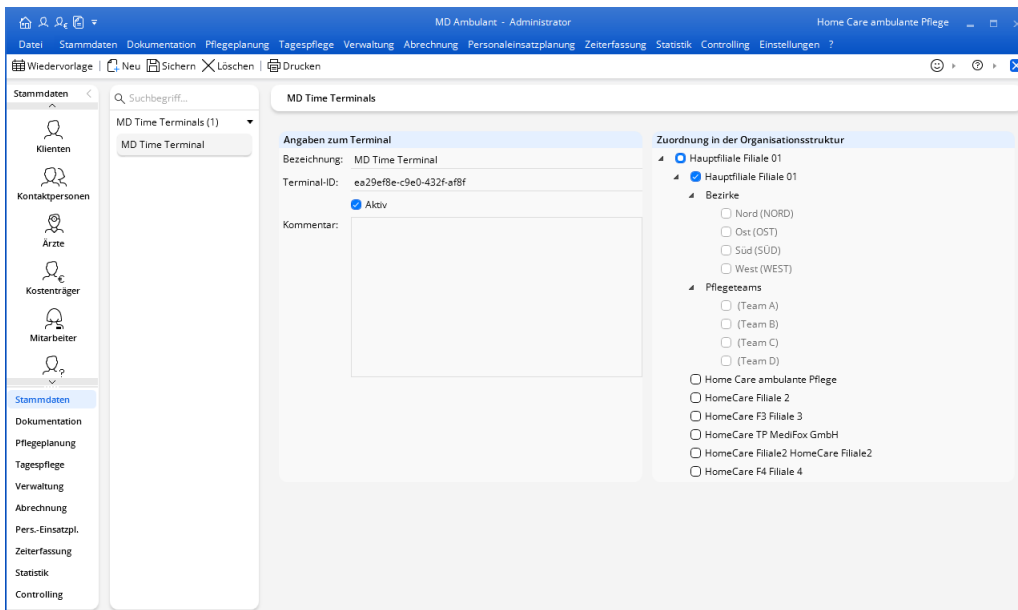 MD Ambulant - Administrator
Home Care ambulante Pflege
Datei Stammdaten Dokumentation Pflegeplanung Tagespflege Verwaltung Abrechnung Personaleinsatzplanung Zeiterfassung Statistik Controlling Einstellungen ?
Wiedervorlage | Neu Sichern Löschen | Drucken
Stammdaten
Klienten
Kontaktpersonen
Ärzte
Kostenträger
Mitarbeiter
Stammdaten
Dokumentation
Pflegeplanung
Tagespflege
Verwaltung
Abrechnung
Pers.-Einsatzpl.
Zeiterfassung
Statistik
Controlling
Suchbegriff...
MD Time Terminals (1)
MD Time Terminal
MD Time Terminals
Angaben zum Terminal
Bezeichnung: MD Time Terminal
Terminal-ID: ea29ef8e-c9e0-432f-af8f
Aktiv
Kommentar:
Zuordnung in der Organisationsstruktur
Hauptfiliale Filiale 01
Hauptfiliale Filiale 01
Bezirke
Nord (NORD)
Ost (OST)
Süd (SÜD)
West (WEST)
Pflegeteams
(Team A)
(Team B)
(Team C)
(Team D)
Home Care ambulante Pflege
HomeCare Filiale 2
HomeCare F3 Filiale 3
HomeCare TP MediFox GmbH
HomeCare Filiale2 HomeCare Filiale2
HomeCare F4 Filiale 4